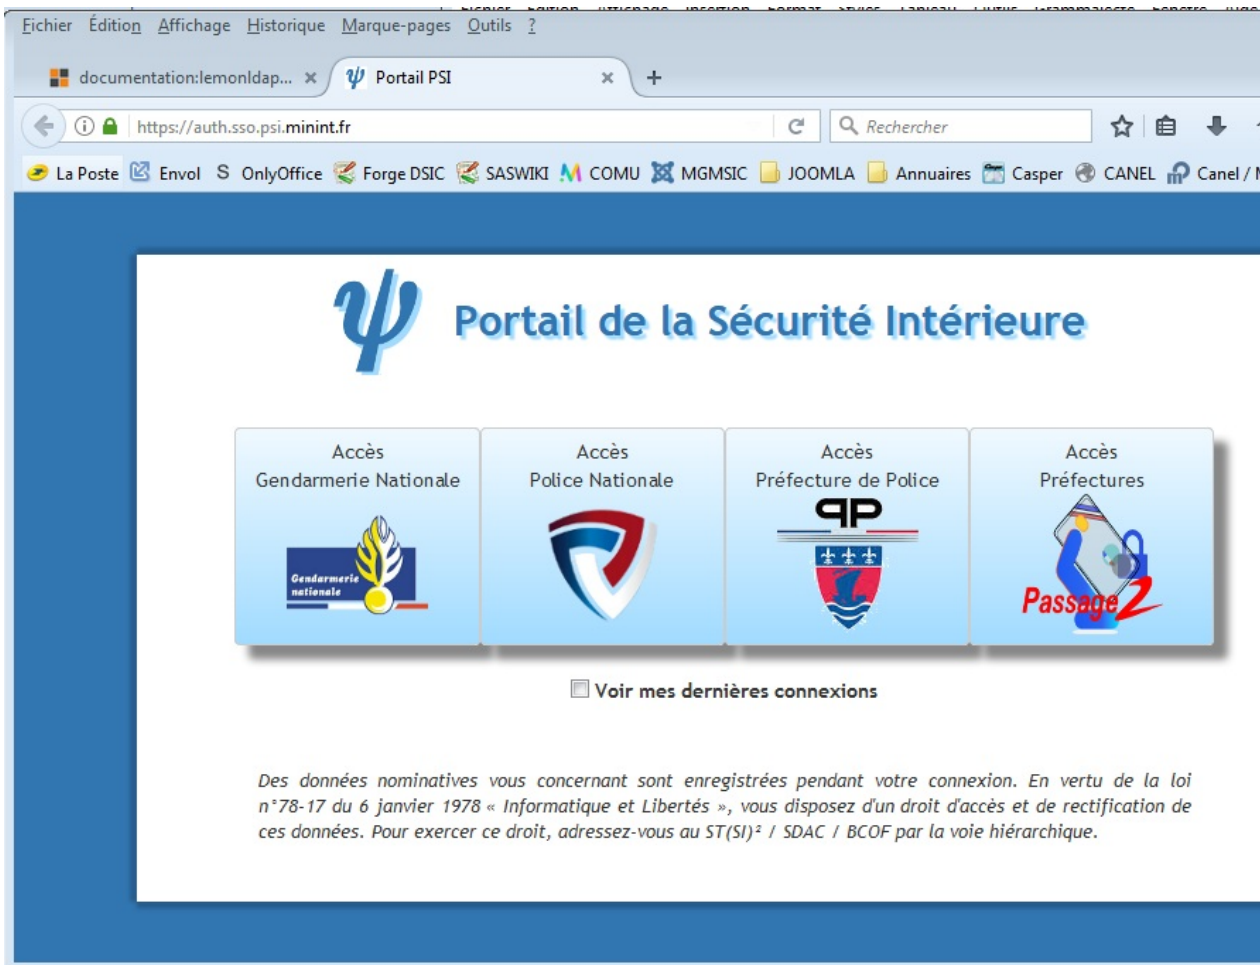 Fichier Édition Affichage Historique Marque-pages Outils ?
documentation:lemonldap... × Portail PSI × +
https://auth.sso.psi.minint.fr Rechercher
La Poste Envol S OnlyOffice Forge DSIC SASWIKI COMU MGMSIC JOOMLA Annuaires Casper CANEL Canel /
Portail de la Sécurité Intérieure
Accès Accès Accès Accès
Gendarmerie Nationale Police Nationale Préfecture de Police Préfectures
PP
Gendarmerie
nationale
Passage2
Voir mes dernières connexions
Des données nominatives vous concernant sont enregistrées pendant votre connexion. En vertu de la loi
n°78-17 du 6 janvier 1978 « Informatique et Libertés », vous disposez d'un droit d'accès et de rectification de
ces données. Pour exercer ce droit, adressez-vous au ST(SI)² / SDAC / BCOF par la voie hiérarchique.